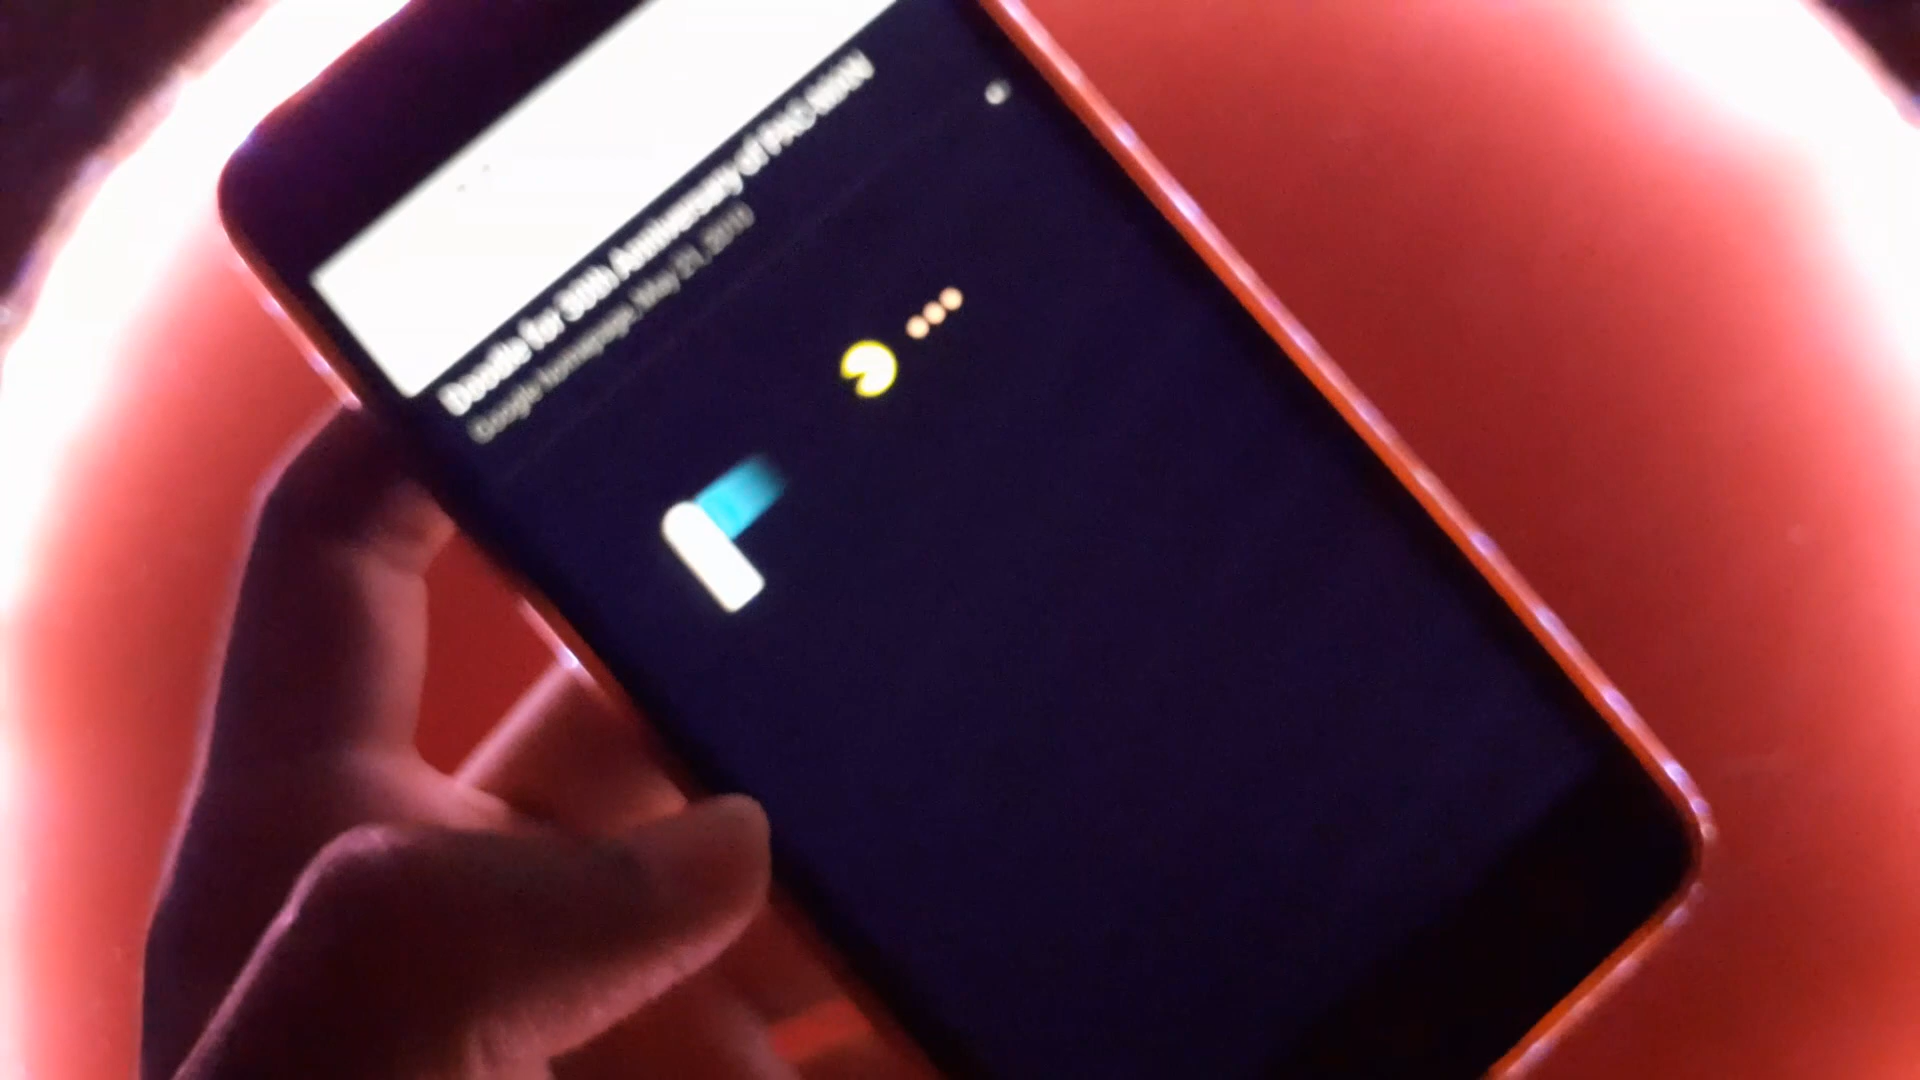 Doodle for 30th Anniversary of PAC-MAN
Google homepage, May 21, 2010